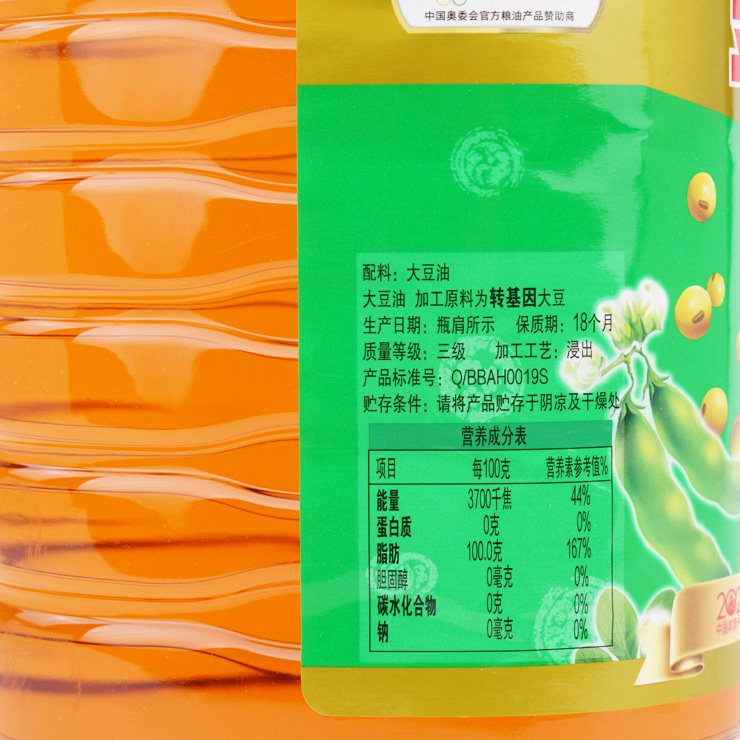 中国奥委会官方粮油产品赞助商
配料：大豆油
大豆油 加工原料为转基因大豆
生产日期：瓶肩所示 保质期：18个月
质量等级：三级 加工工艺：浸出
产品标准号：Q/BBAH0019S
贮存条件：请将产品贮存于阴凉及干燥处
营养成分表
项目 每100克 营养素参考值%
能量 3700千焦 44%
蛋白质 0克 0%
脂肪 100.0克 167%
胆固醇 0毫克 0%
碳水化合物 0克 0%
钠 0毫克 0%